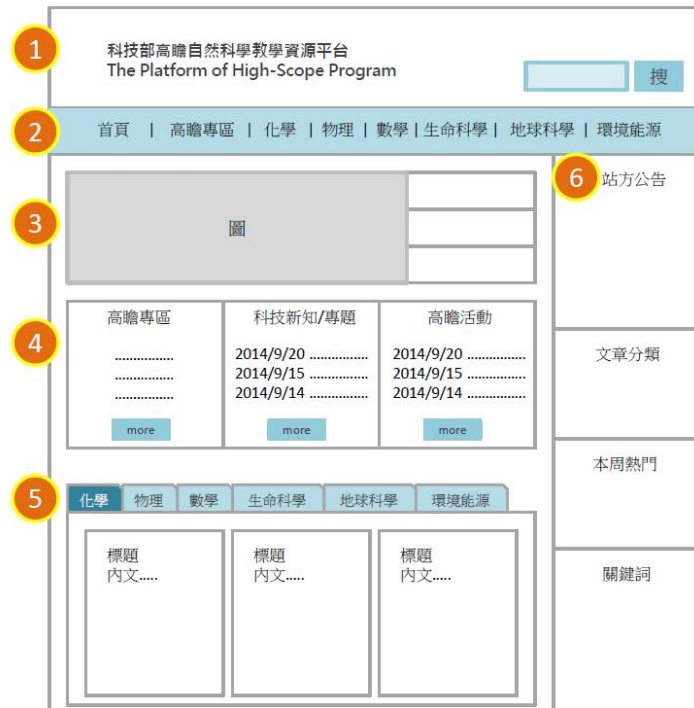 1
科技部高瞻自然科學教學資源平台
The Platform of High-Scope Program
搜
2
首頁 | 高瞻專區 | 化學 | 物理 | 數學 | 生命科學 | 地球科學 | 環境能源
3
圖
6
站方公告
4
高瞻專區
...............
...............
...............
more
科技新知/專題
2014/9/20 ...............
2014/9/15 ...............
2014/9/14 ...............
more
高瞻活動
2014/9/20 ...............
2014/9/15 ...............
2014/9/14 ...............
more
文章分類
本周熱門
5
化學 物理 數學 生命科學 地球科學 環境能源
標題
內文.....
標題
內文.....
標題
內文.....
關鍵詞